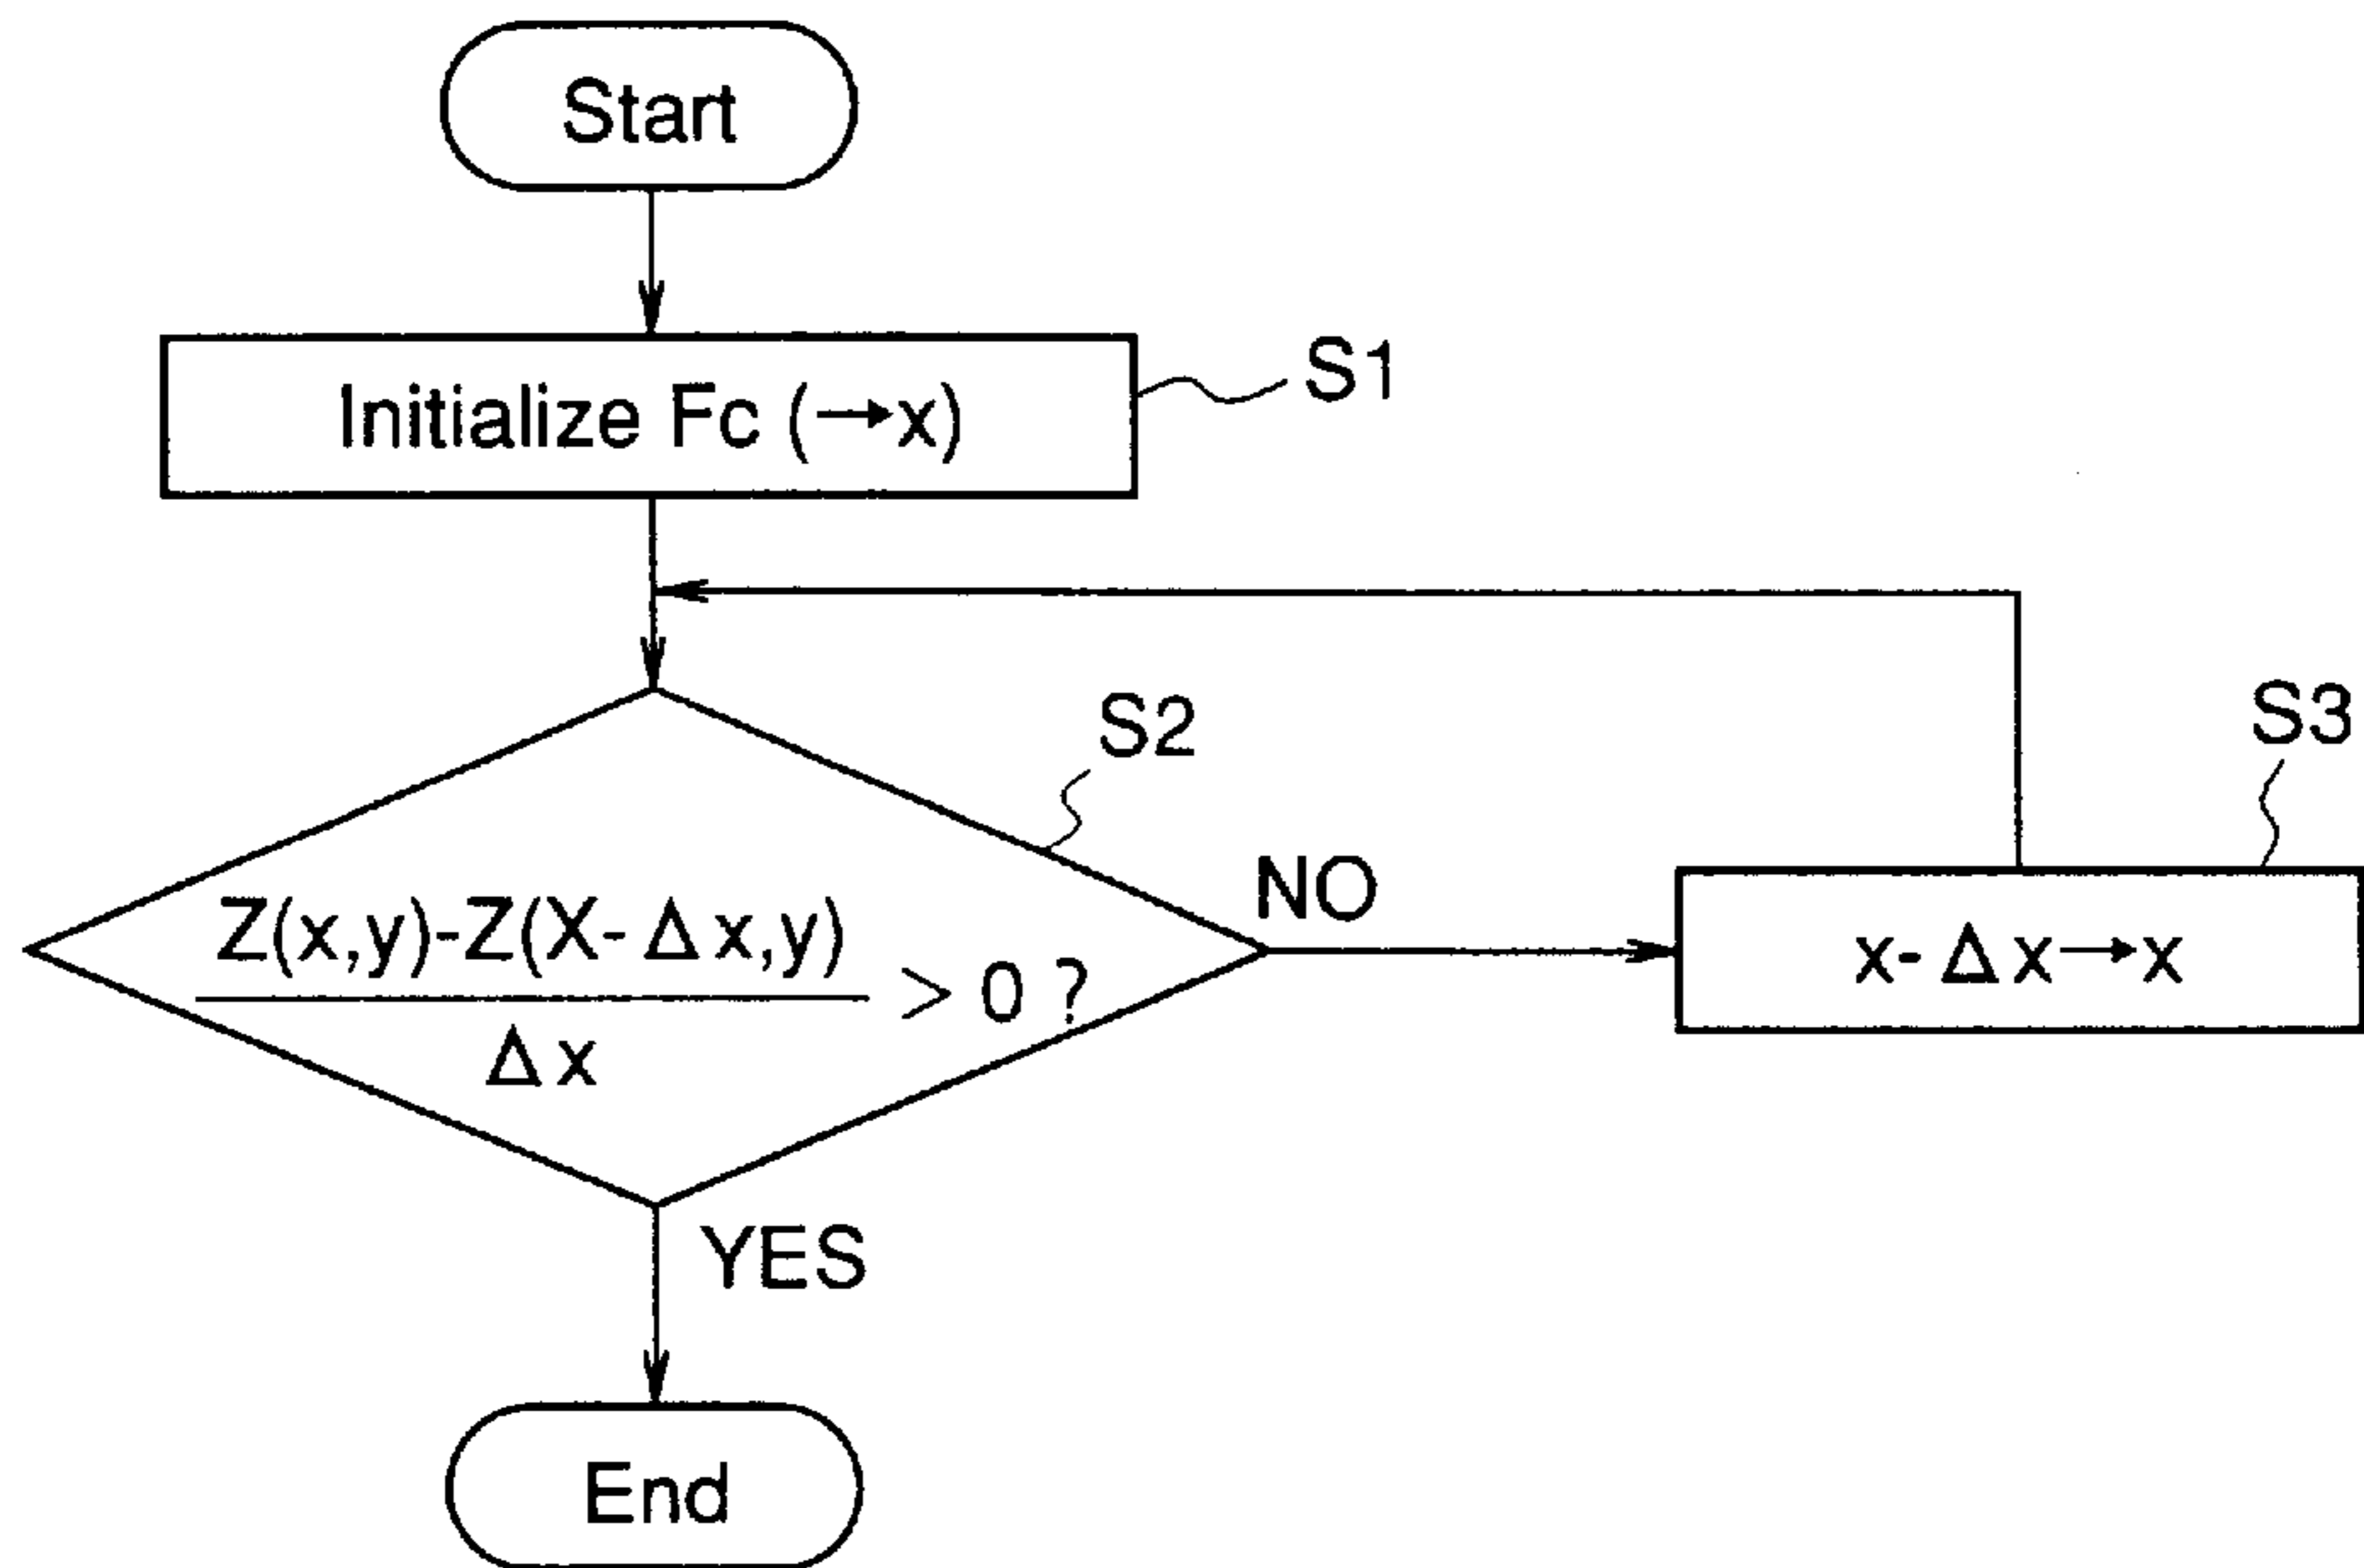 Start
Initialize Fc (→x)
S1
S2
Z(x,y)-Z(X-Δx,y)
Δx
> 0 ?
NO
S3
x-Δx→x
YES
End